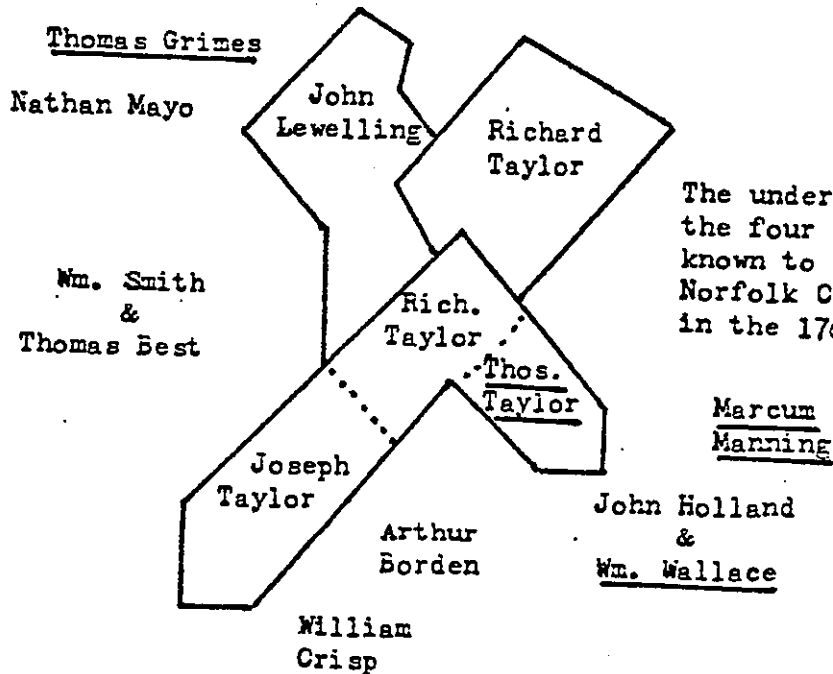 Thomas Grimes
Nathan Mayo
John
Lewelling
Richard
Taylor
The under
the four
known to
Norfolk C
in the 176
Wm. Smith
&
Thomas Best
Rich.
Taylor
Thos.
Taylor
Marcum
Manning
Joseph
Taylor
John Holland
&
Wm. Wallace
Arthur
Borden
William
Crisp